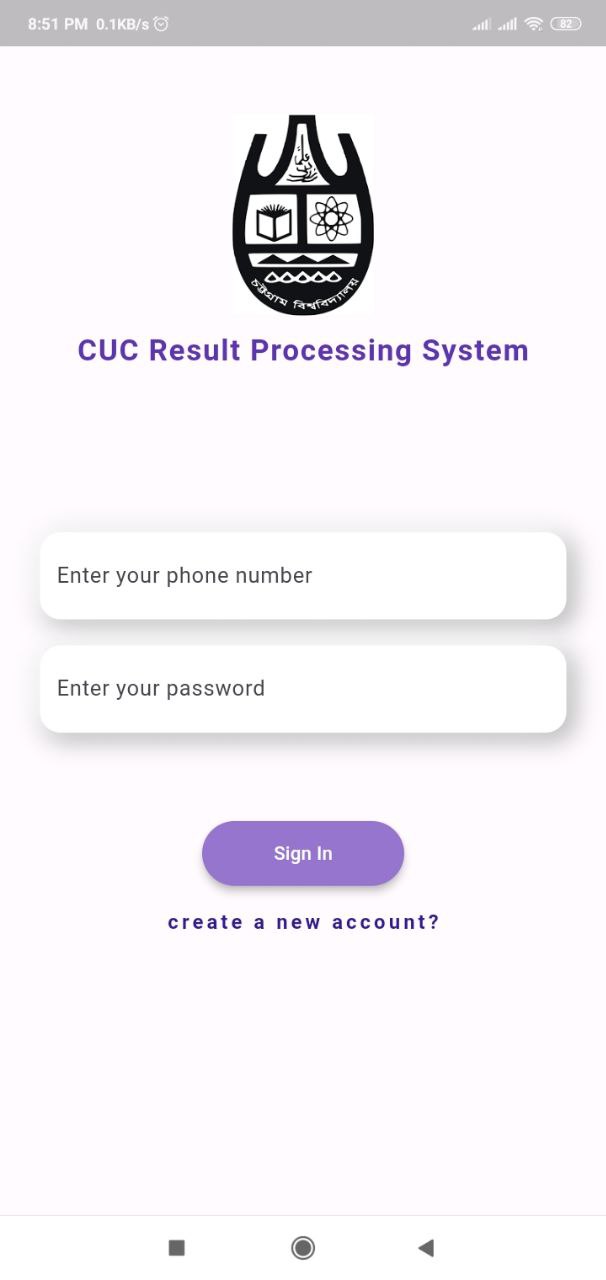 8:51 PM 0.1KB/s
82
চট্টগ্রাম বিশ্ববিদ্যালয়
CUC Result Processing System
Enter your phone number
Enter your password
Sign In
create a new account?